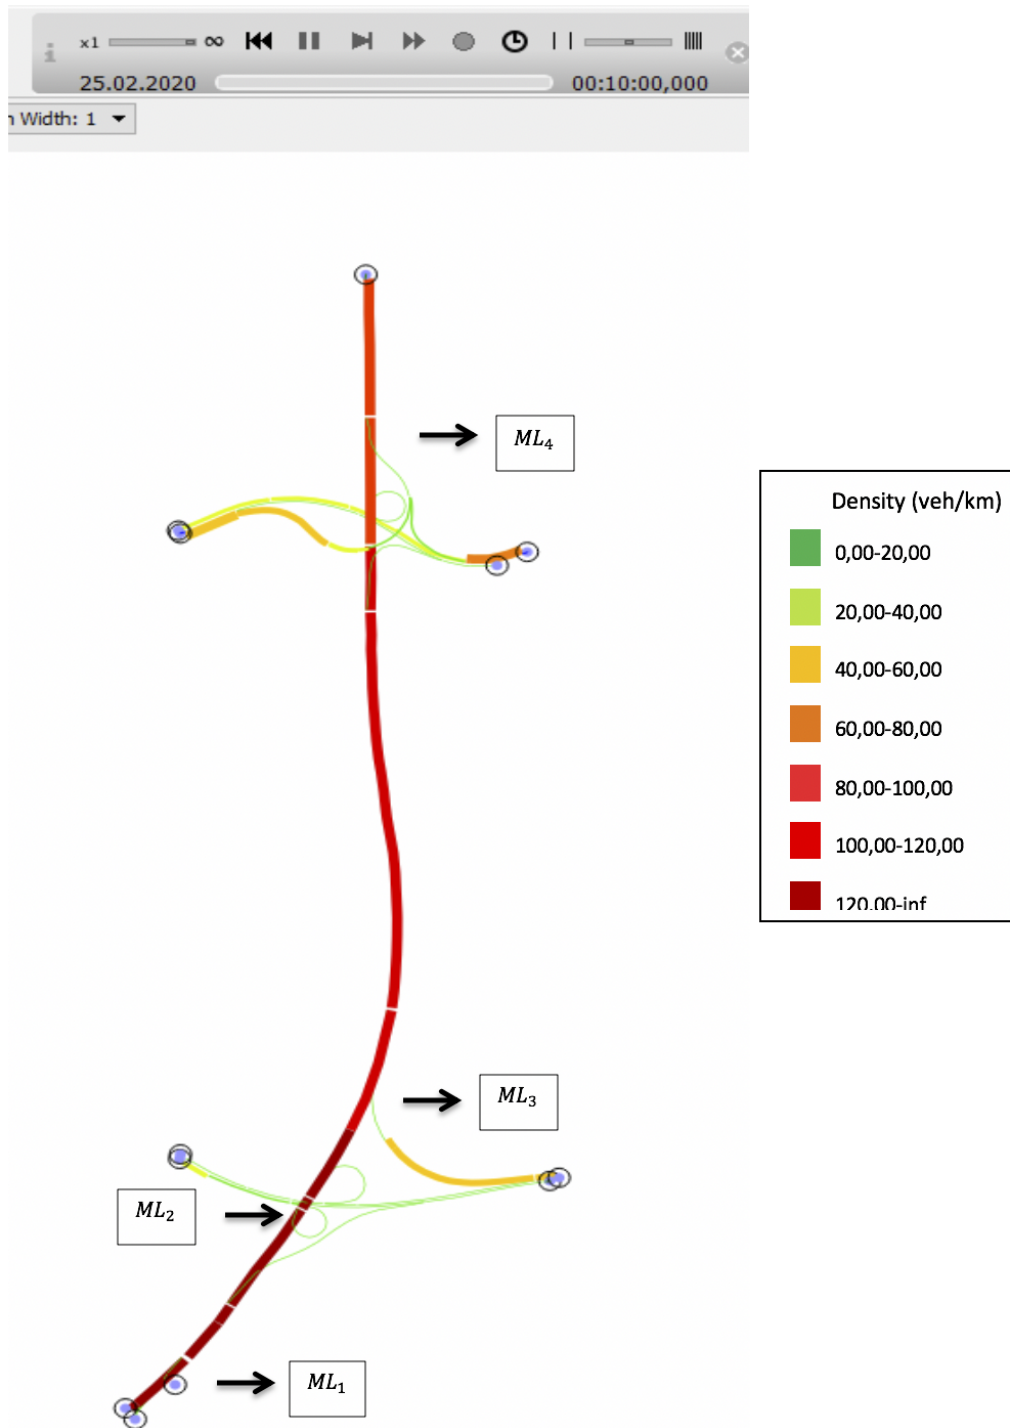 x1 ∞
25.02.2020 00:10:00,000
n Width: 1
ML₄
Density (veh/km)
0,00-20,00
20,00-40,00
40,00-60,00
60,00-80,00
80,00-100,00
100,00-120,00
120.00-inf
ML₃
ML₂
ML₁